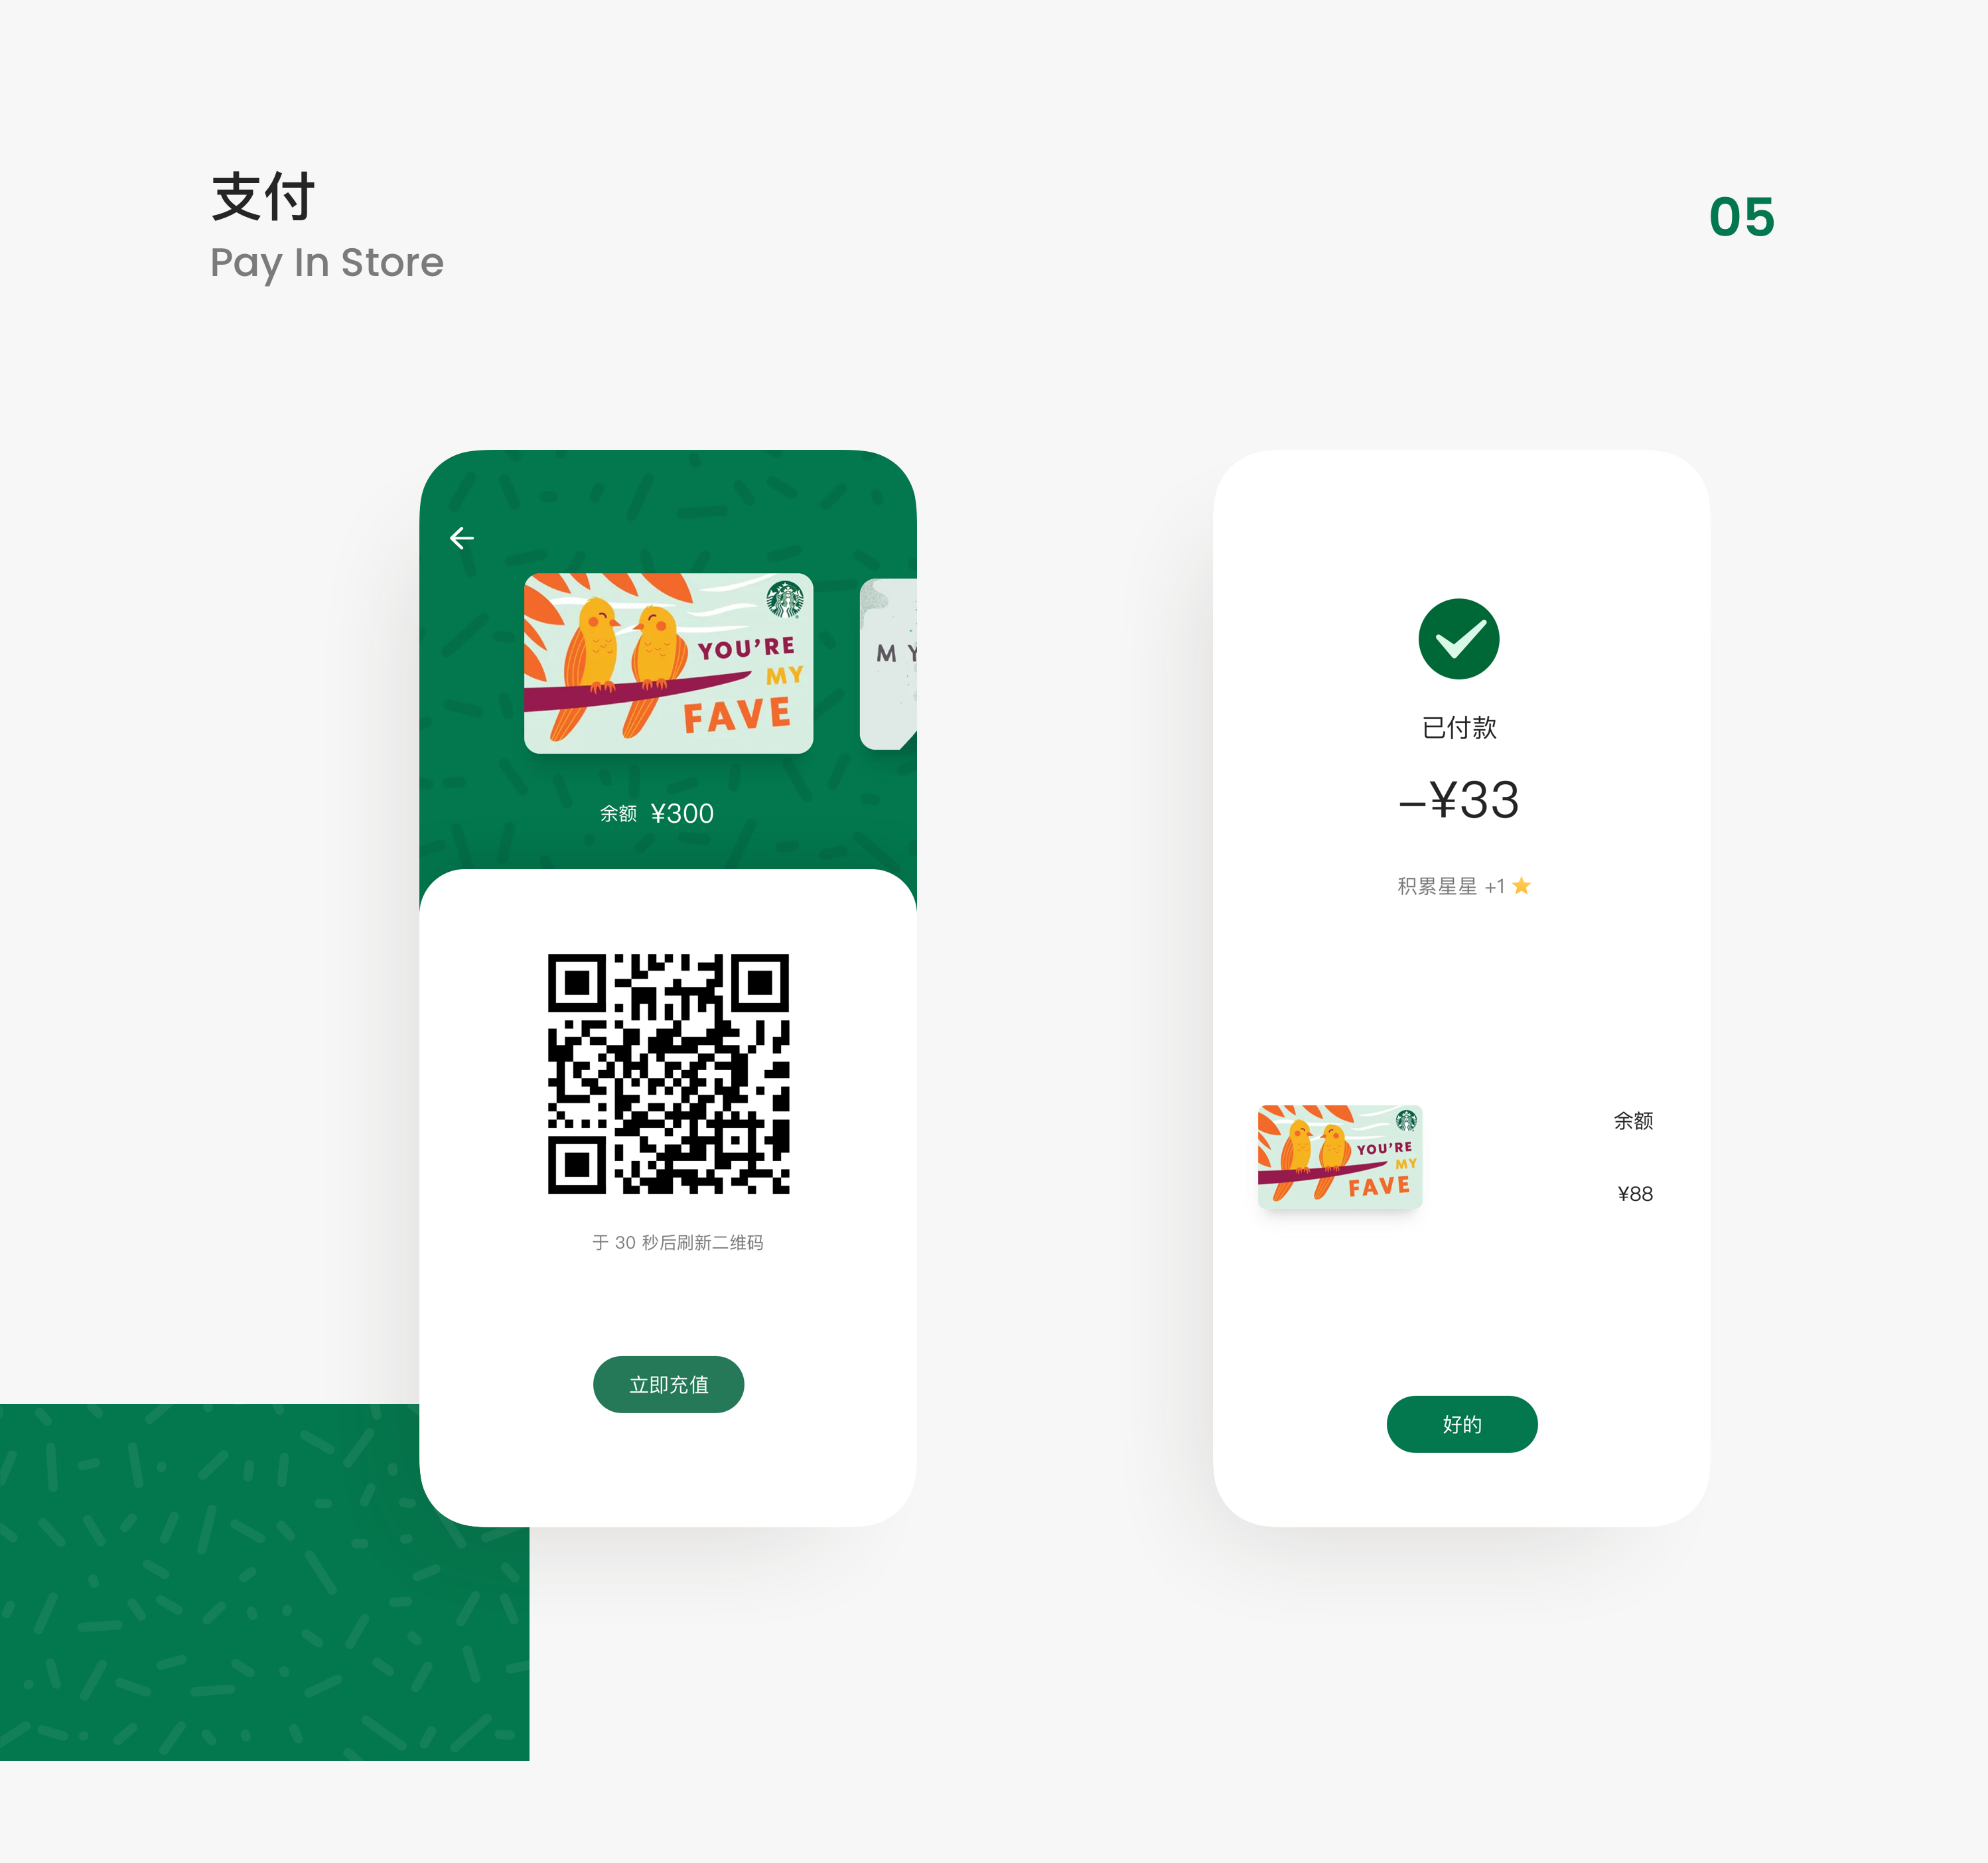 支付
Pay In Store
05
YOU'RE
MY
FAVE
M Y
余额 ¥300
于 30 秒后刷新二维码
立即充值
已付款
–¥33
积累星星 +1
YOU'RE
MY
FAVE
余额
¥88
好的